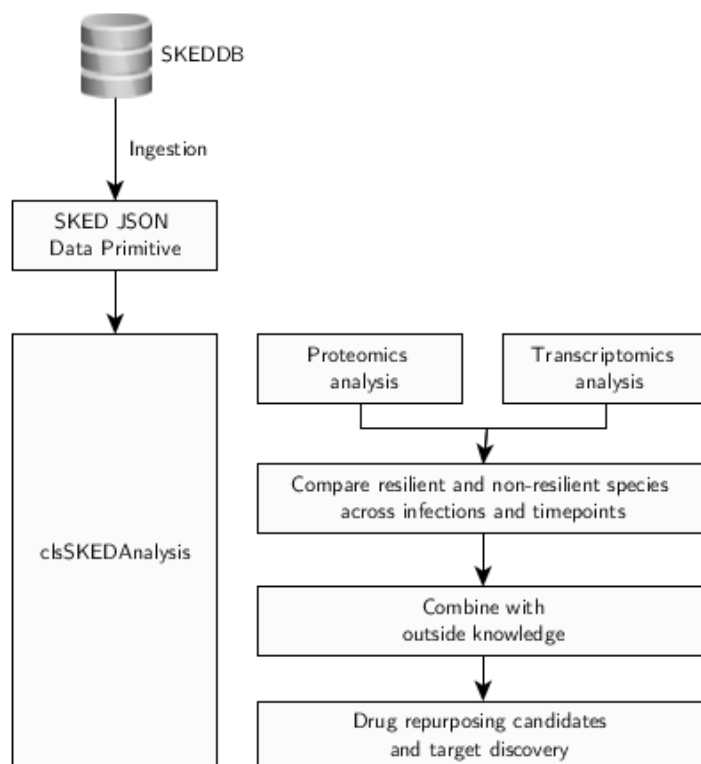 SKEDDB
Ingestion
SKED JSON
Data Primitive
clsSKEDAnalysis
Proteomics
analysis
Transcriptomics
analysis
Compare resilient and non-resilient species
across infections and timepoints
Combine with
outside knowledge
Drug repurposing candidates
and target discovery